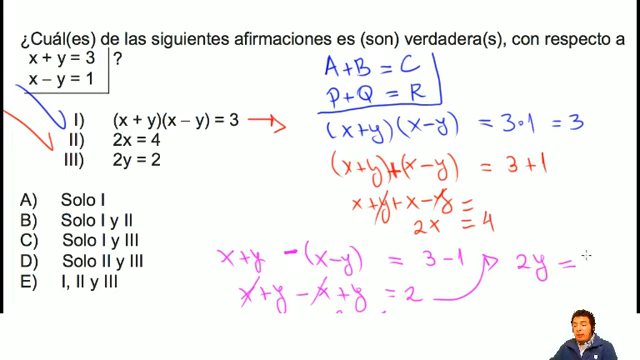 ¿Cuál(es) de las siguientes afirmaciones es (son) verdadera(s), con respecto a
x + y = 3
x – y = 1
?
I) (x + y)(x – y) = 3
II) 2x = 4
III) 2y = 2
A) Solo I
B) Solo I y II
C) Solo I y III
D) Solo II y III
E) I, II y III
A+B = C
P+Q = R
(x+y)(x-y) = 3·1 = 3
(x+y)+(x-y) = 3+1
x+y+x-y =
2x = 4
x+y -(x-y) = 3-1
x+y-x+y = 2
2y =